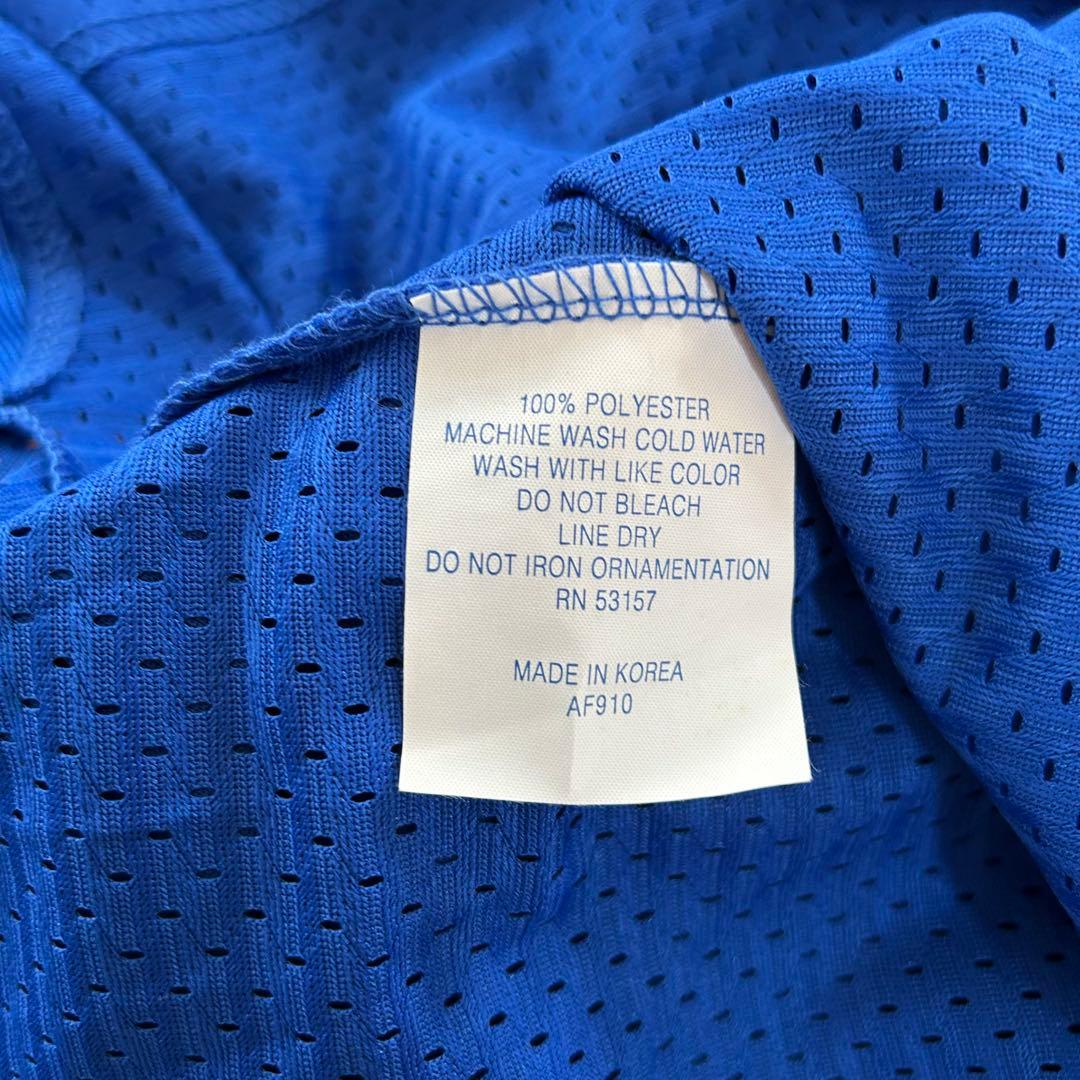 100% POLYESTER
MACHINE WASH COLD WATER
WASH WITH LIKE COLOR
DO NOT BLEACH
LINE DRY
DO NOT IRON ORNAMENTATION
RN 53157
MADE IN KOREA
AF910